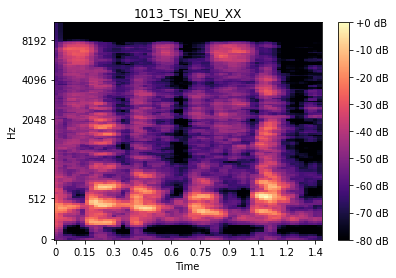 1013_TSI_NEU_XX
Hz
8192
4096
2048
1024
512
0
0 0.15 0.3 0.45 0.6 0.75 0.9 1.1 1.2 1.4
Time
+0 dB
-10 dB
-20 dB
-30 dB
-40 dB
-50 dB
-60 dB
-70 dB
-80 dB